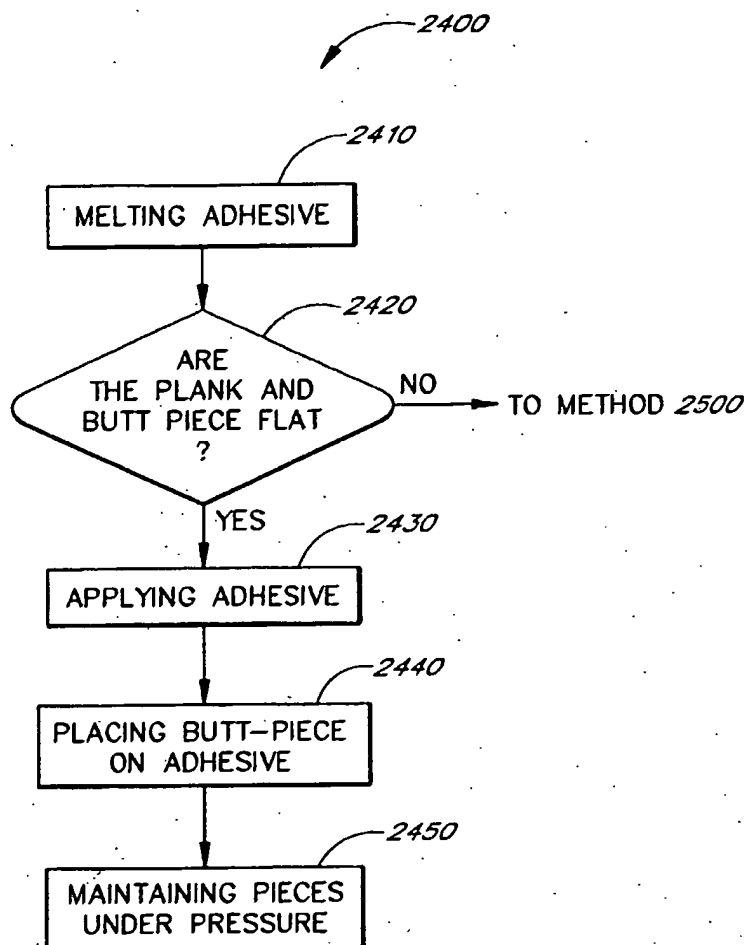 2400
2410
MELTING ADHESIVE
2420
ARE
THE PLANK AND
BUTT PIECE FLAT
?
NO
TO METHOD 2500
YES
2430
APPLYING ADHESIVE
2440
PLACING BUTT-PIECE
ON ADHESIVE
2450
MAINTAINING PIECES
UNDER PRESSURE